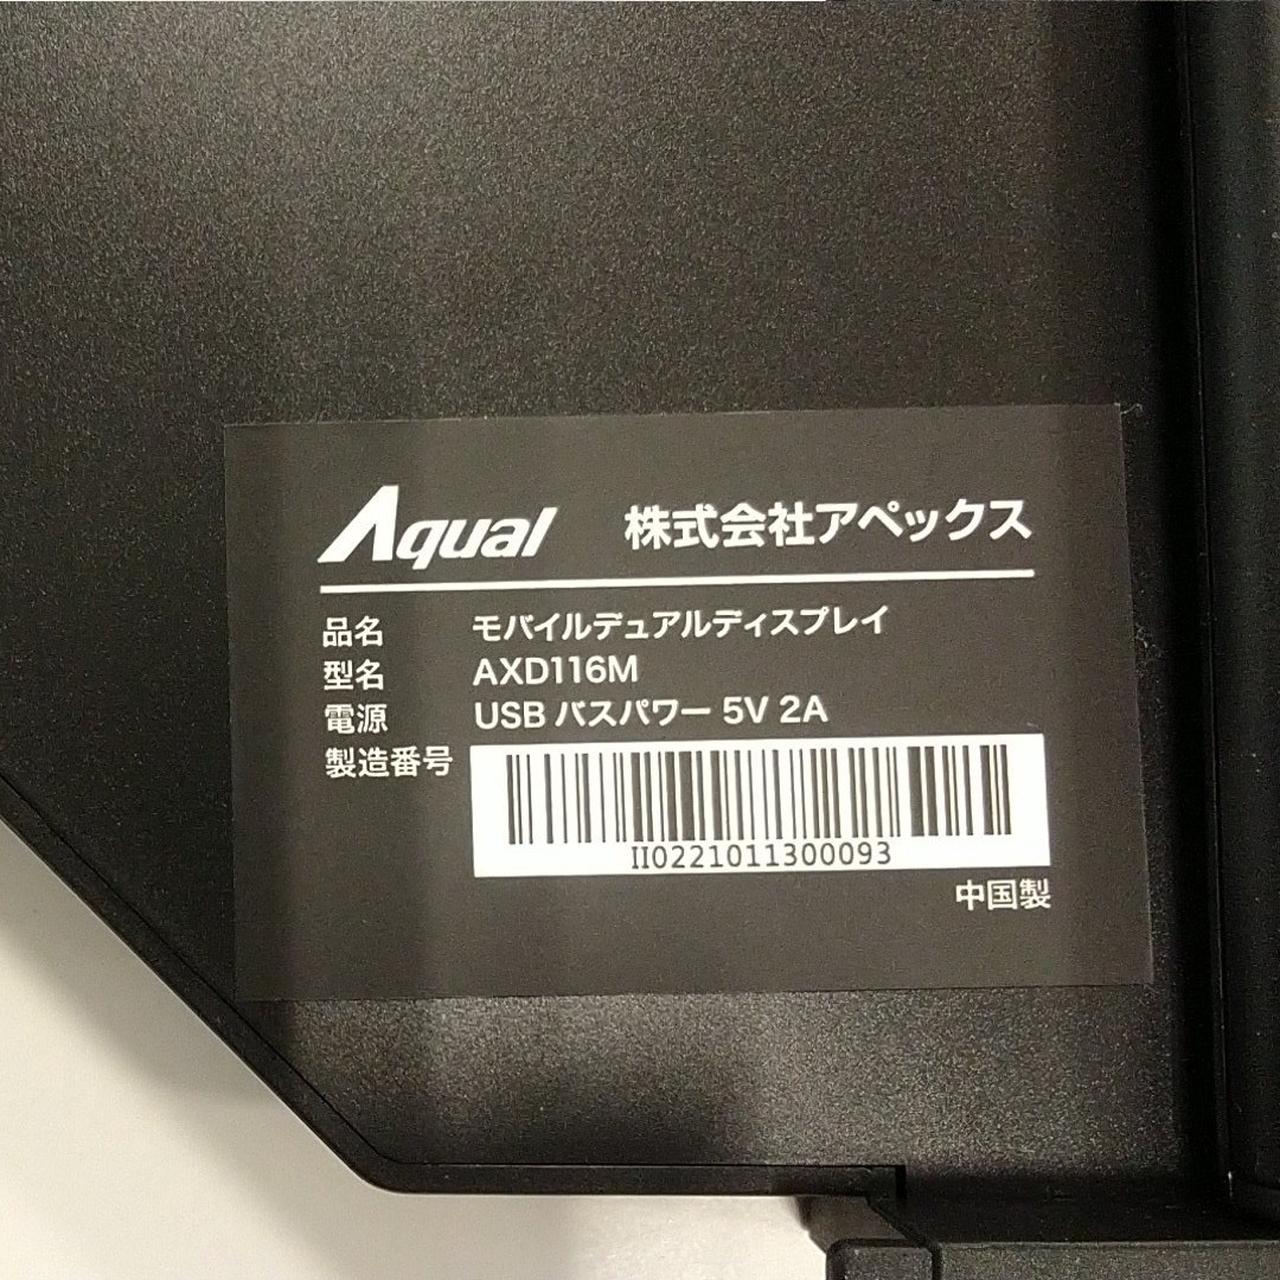 Aqual 株式会社アペックス
品名 モバイルデュアルディスプレイ
型名 AXD116M
電源 USB バスパワー 5V 2A
製造番号
II0221011300093
中国製